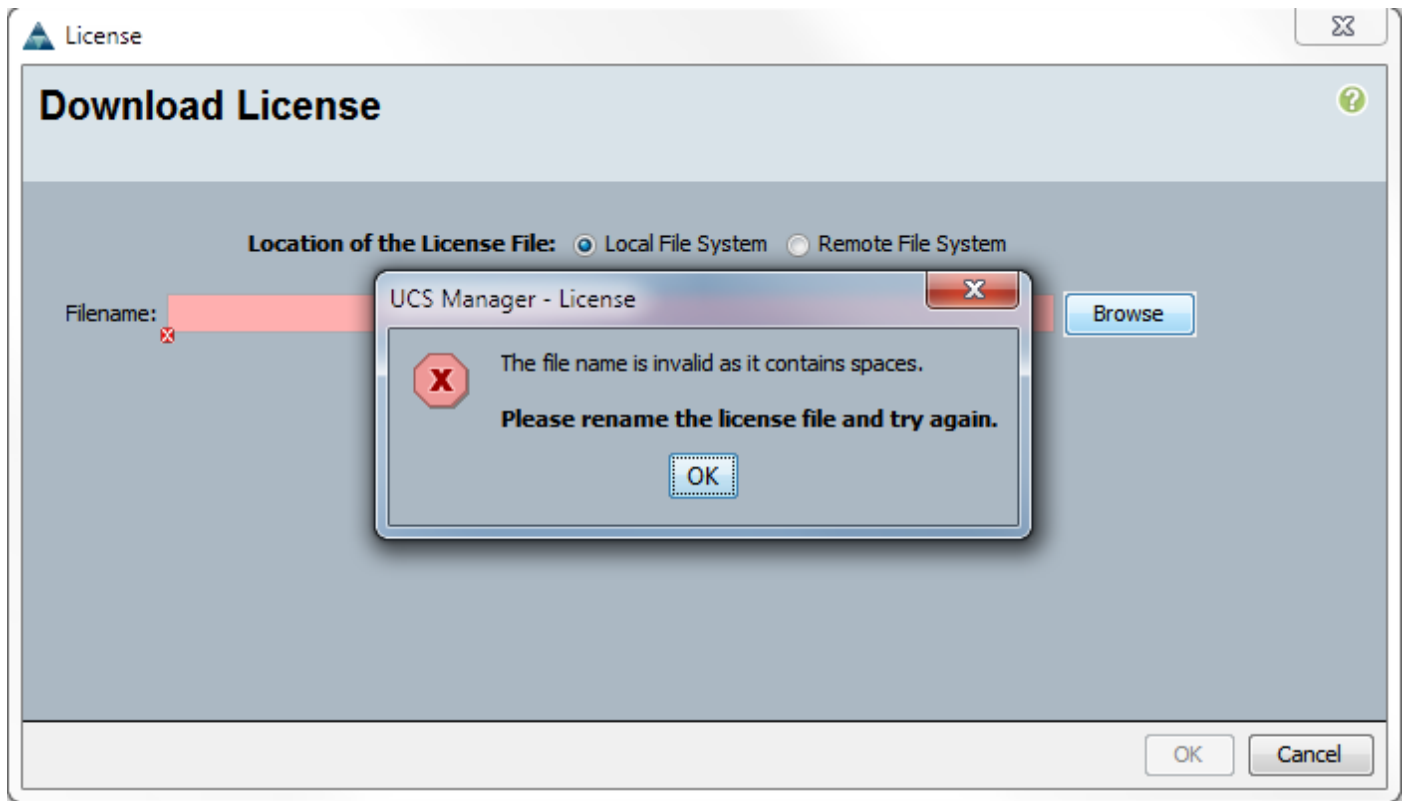 License
Download License
Location of the License File: Local File System Remote File System
Filename: Browse
UCS Manager - License
The file name is invalid as it contains spaces.
Please rename the license file and try again.
OK
OK Cancel